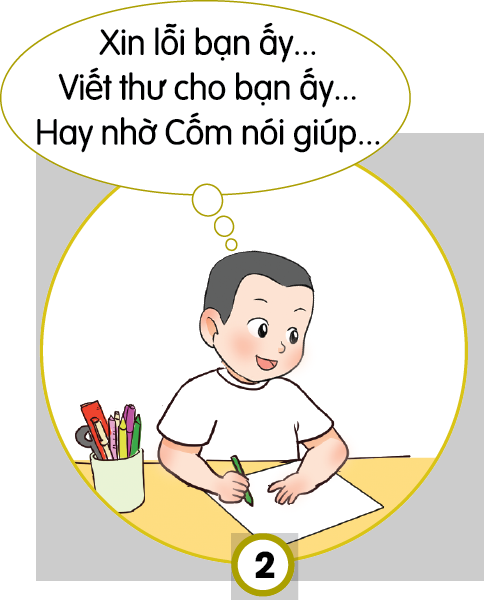 Xin lỗi bạn ấy...
Viết thư cho bạn ấy...
Hay nhờ Cốm nói giúp...
2